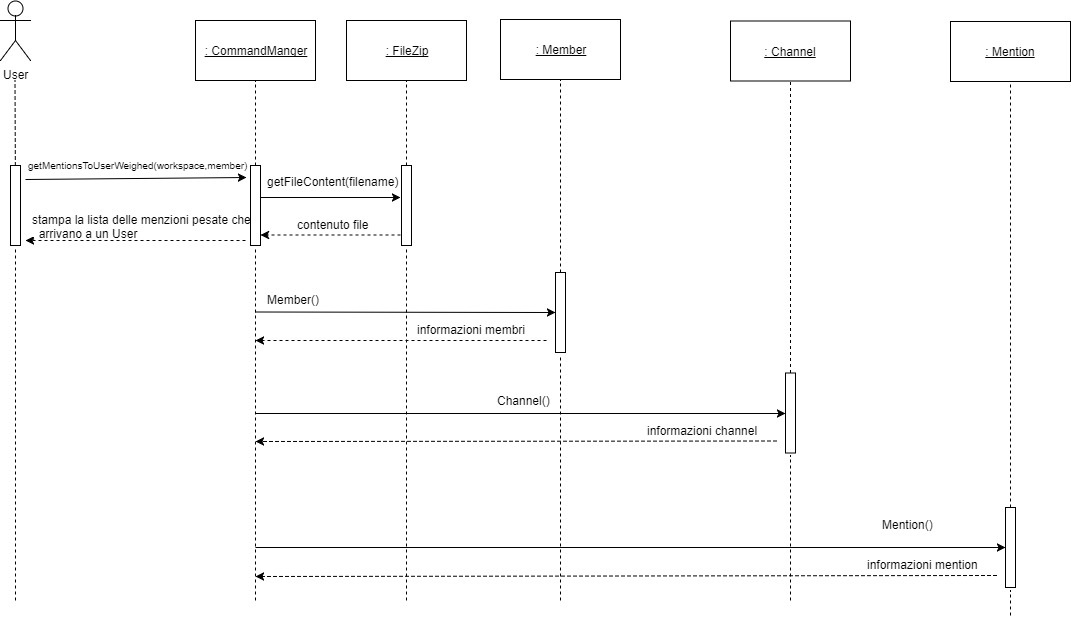 : CommandManger
: FileZip
: Member
: Channel
: Mention
User
getMentionsToUserWeighed(workspace,member)
getFileContent(filename)
stampa la lista delle menzioni pesate che
arrivano a un User
contenuto file
Member()
informazioni membri
Channel()
informazioni channel
Mention()
informazioni mention